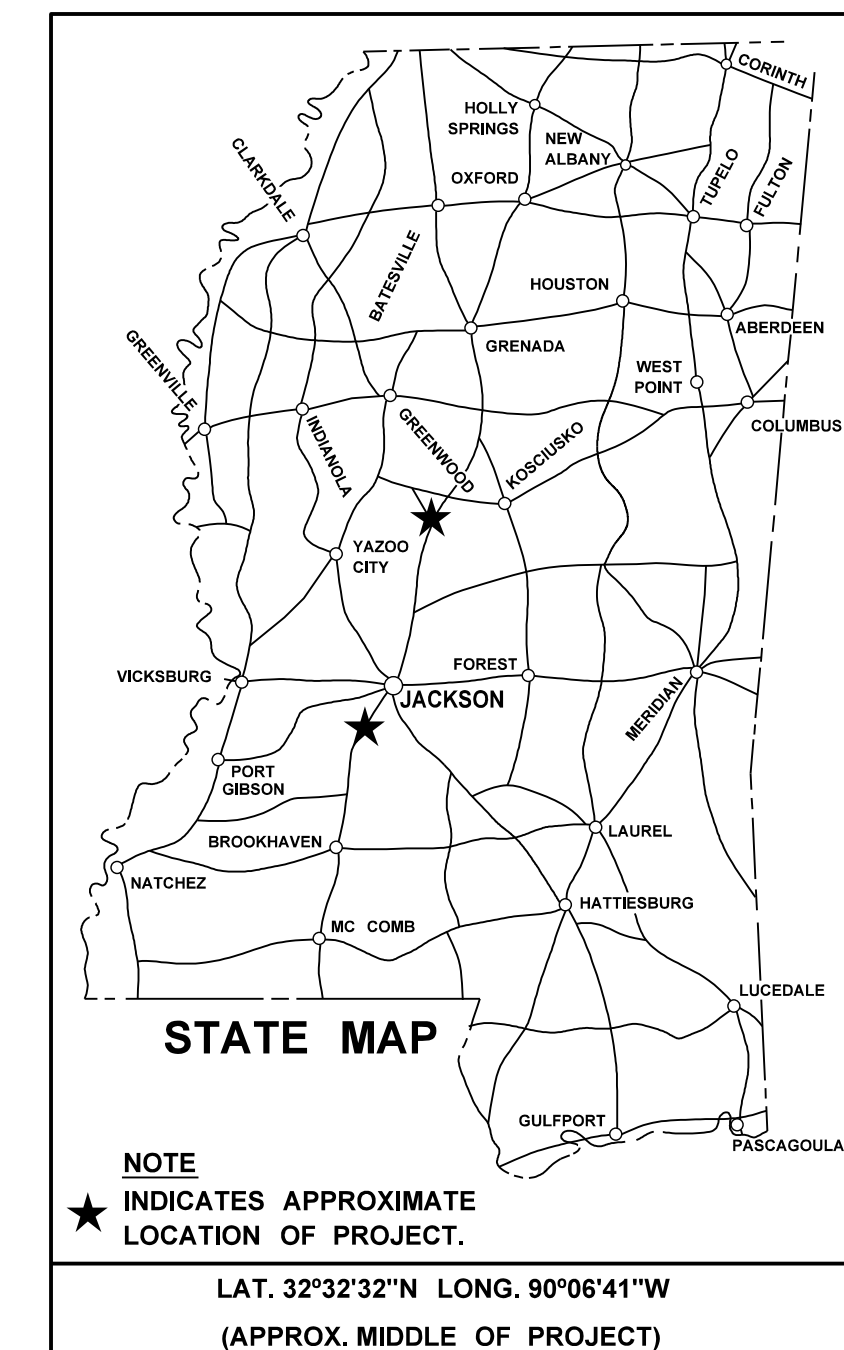 CORINTH
HOLLY
SPRINGS
NEW
ALBANY
CLARKDALE
OXFORD
TUPELO
FULTON
BATESVILLE
HOUSTON
ABERDEEN
GREENVILLE
GRENADA
WEST
POINT
COLUMBUS
INDIANOLA
GREENWOOD
KOSCIUSKO
YAZOO
CITY
VICKSBURG
FOREST
JACKSON
MERIDIAN
PORT
GIBSON
BROOKHAVEN
LAUREL
NATCHEZ
HATTIESBURG
MC COMB
LUCEDALE
STATE MAP
GULFPORT
PASCAGOULA
NOTE
INDICATES APPROXIMATE
LOCATION OF PROJECT.
LAT. 32º32'32"N LONG. 90º06'41"W
(APPROX. MIDDLE OF PROJECT)